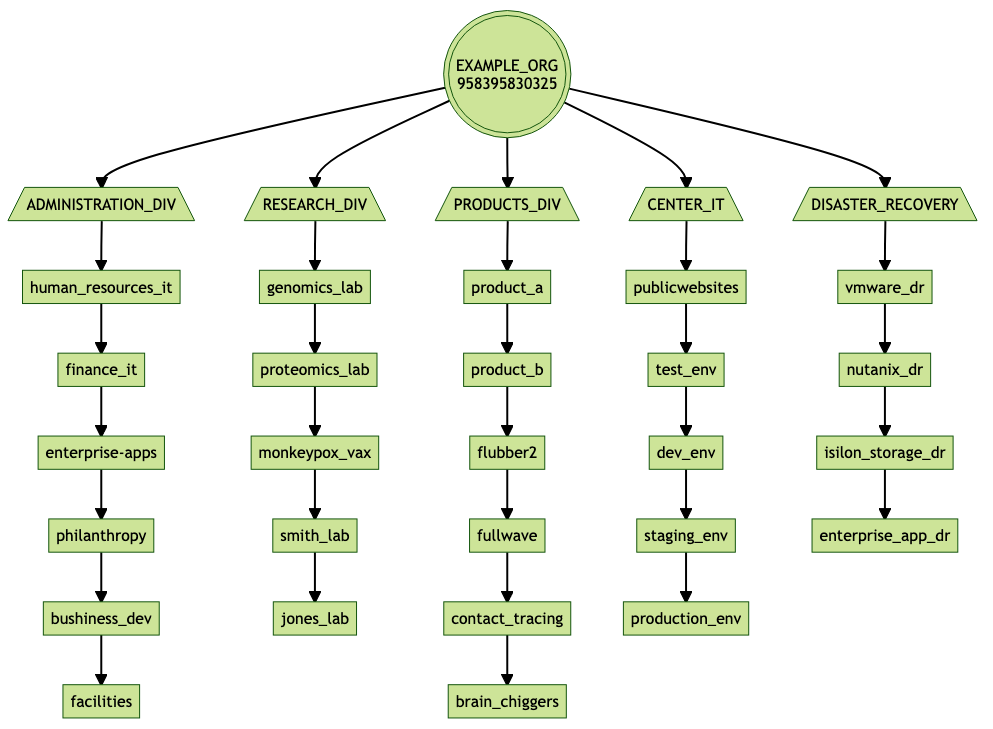 EXAMPLE_ORG
958395830325
ADMINISTRATION_DIV
RESEARCH_DIV
PRODUCTS_DIV
CENTER_IT
DISASTER_RECOVERY
human_resources_it
genomics_lab
product_a
publicwebsites
vmware_dr
finance_it
proteomics_lab
product_b
test_env
nutanix_dr
enterprise-apps
monkeypox_vax
flubber2
dev_env
isilon_storage_dr
philanthropy
smith_lab
fullwave
staging_env
enterprise_app_dr
bushiness_dev
jones_lab
contact_tracing
production_env
facilities
brain_chiggers